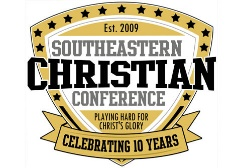 Est. 2009
SOUTHEASTERN
CHRISTIAN
CONFERENCE
PLAYING HARD FOR
CHRIST'S GLORY
CELEBRATING 10 YEARS